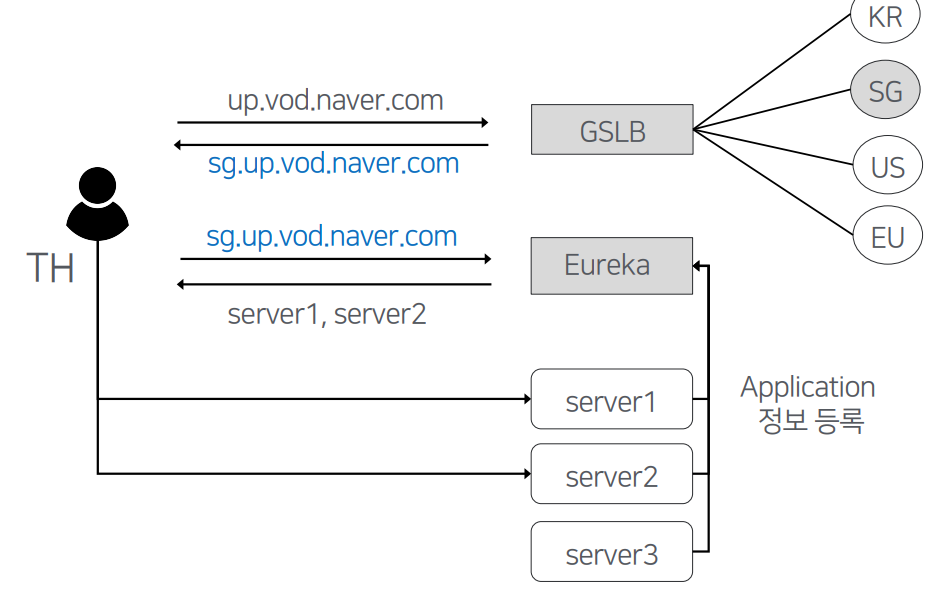 KR
up.vod.naver.com
GSLB
SG
sg.up.vod.naver.com
US
sg.up.vod.naver.com
EU
TH
Eureka
server1, server2
server1
Application
정보 등록
server2
server3